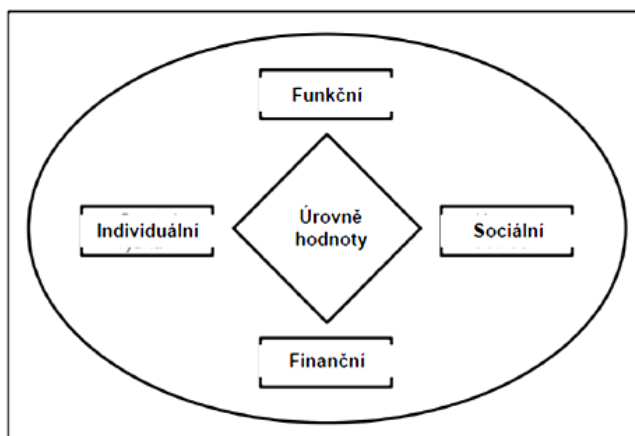 Funkční
Individuální
Úrovně
hodnoty
Sociální
Finanční